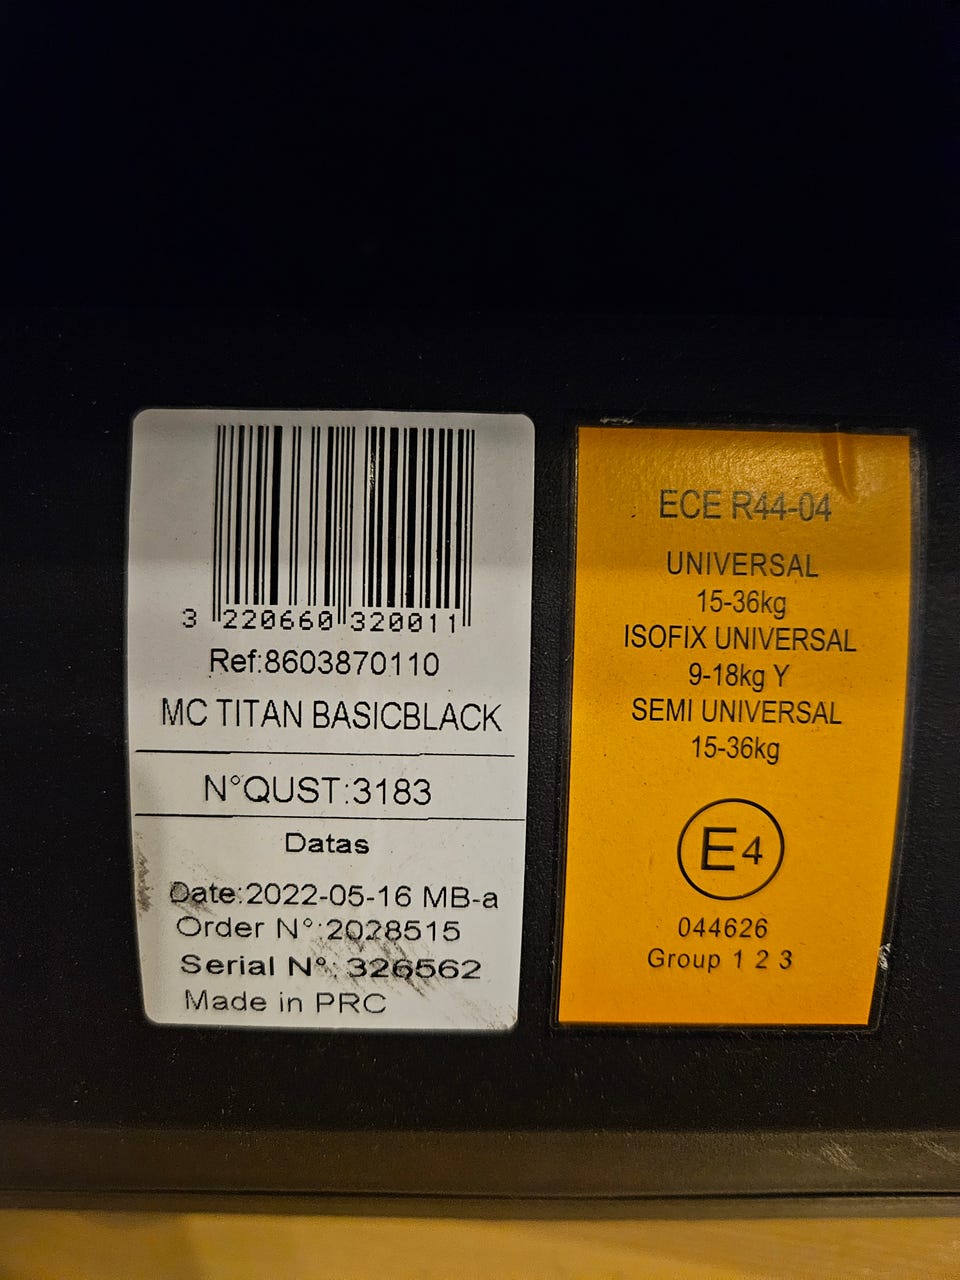 3 220660 320011
Ref:8603870110
MC TITAN BASICBLACK
N°QUST:3183
Datas
Date:2022-05-16 MB-a
Order N°:2028515
Serial N°: 326562
Made in PRC
ECE R44-04
UNIVERSAL
15-36kg
ISOFIX UNIVERSAL
9-18kg Y
SEMI UNIVERSAL
15-36kg
E4
044626
Group 1 2 3